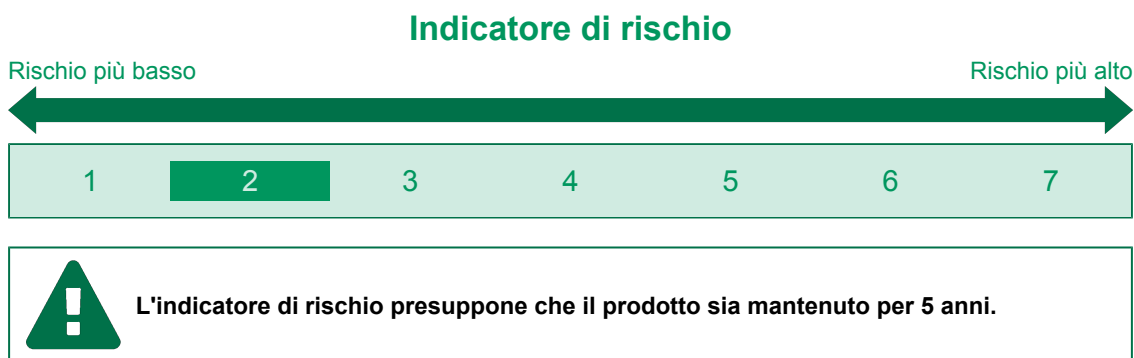 Indicatore di rischio
Rischio più basso Rischio più alto
1 2 3 4 5 6 7
L'indicatore di rischio presuppone che il prodotto sia mantenuto per 5 anni.